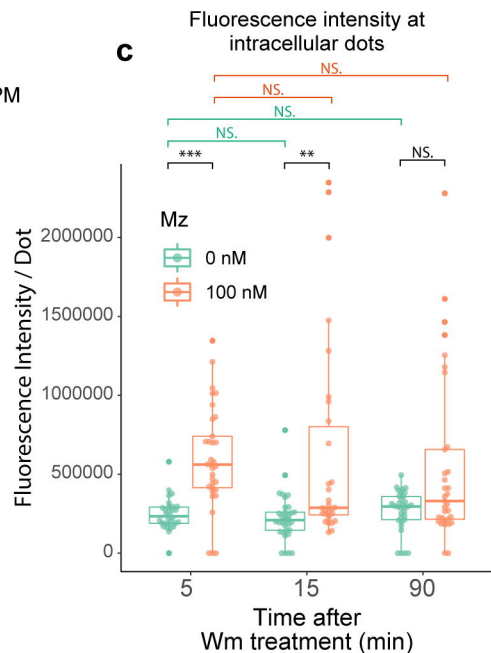 Fluorescence intensity at
intracellular dots
c
PM
NS.
NS.
NS.
NS.
*** ** NS.
Mz
0 nM
100 nM
Fluorescence Intensity / Dot
2000000
1500000
1000000
500000
0
5 15 90
Time after
Wm treatment (min)